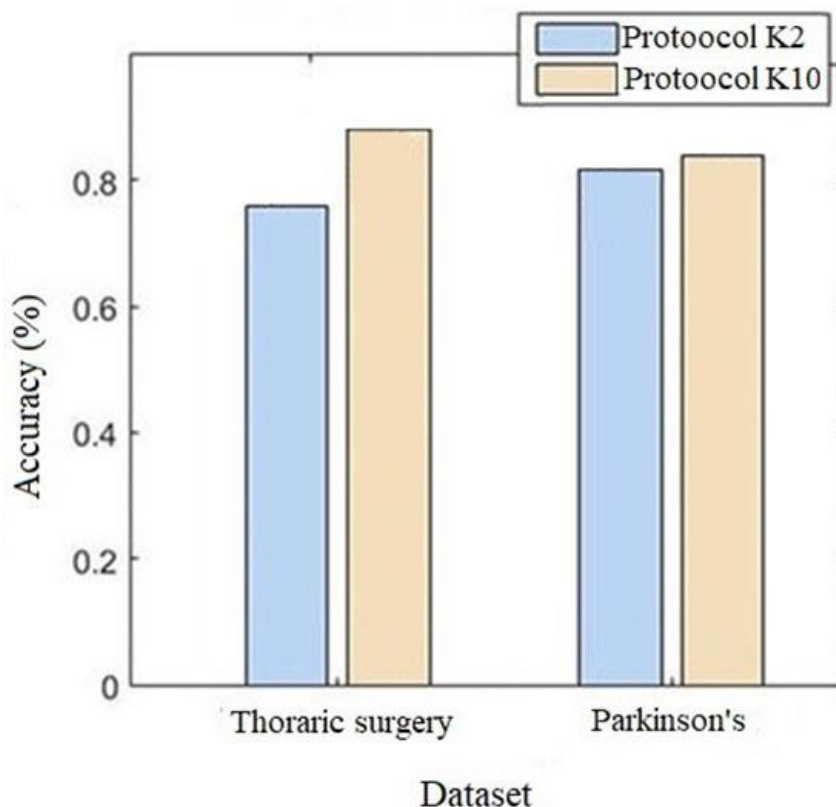 Protoocol K2
Protoocol K10
0.8
0.6
0.4
0.2
0
Accuracy (%)
Thoraric surgery
Parkinson's
Dataset